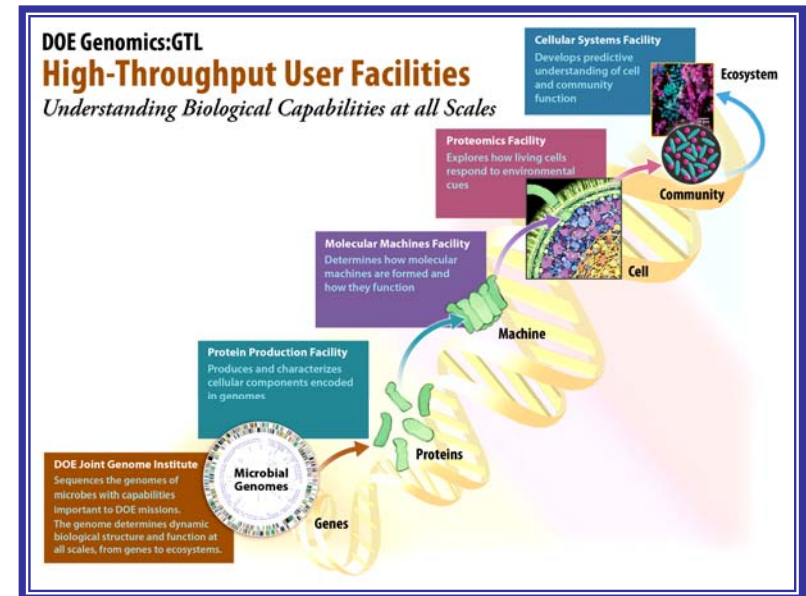 DOE Genomics:GTL
High-Throughput User Facilities
Understanding Biological Capabilities at all Scales
Cellular Systems Facility
Develops predictive
understanding of cell
and community
function
Ecosystem
Proteomics Facility
Explores how living cells
respond to environmental
cues
Community
Molecular Machines Facility
Determines how molecular
machines are formed and
how they function
Cell
Machine
Protein Production Facility
Produces and characterizes
cellular components encoded
in genomes
Proteins
DOE Joint Genome Institute
Sequences the genomes of
microbes with capabilities
important to DOE missions.
The genome determines dynamic
biological structure and function at
all scales, from genes to ecosystems.
Microbial
Genomes
Genes